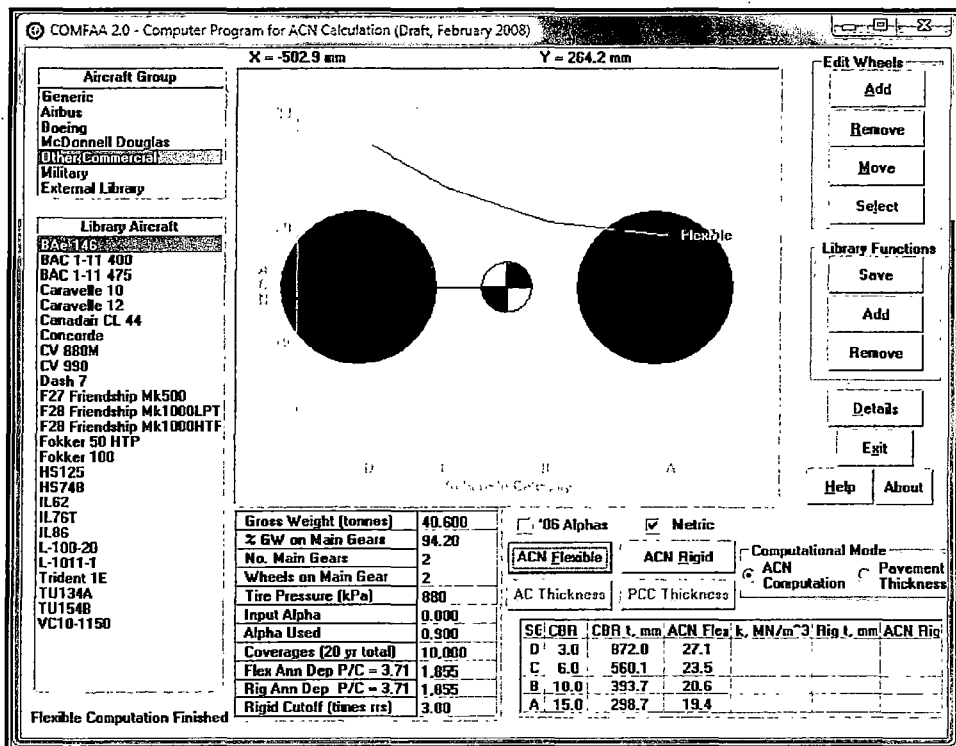 COMFAA 2.0 - Computer Program for ACN Calculation (Draft, February 2008)
X = -502.9 mm
Y = 264.2 mm
Aircraft Group
Generic
Airbus
Boeing
McDonnell Douglas
Other Commercial
Military
External Library
Library Aircraft
BAe 146
BAC 1-11 400
BAC 1-11 475
Caravelle 10
Caravelle 12
Canadair CL 44
Concorde
CV 880M
CV 990
Dash 7
F27 Friendship Mk500
F28 Friendship Mk1000LPT
F28 Friendship Mk1000HTP
Fokker 50 HTP
Fokker 100
HS125
HS748
IL62
IL76T
IL86
L-100-20
L-1011-1
Trident 1E
TU134A
TU154B
VC10-1150
Flexible Computation Finished
A
C
N
Flexible
D
B
A
Edit Wheels
Add
Remove
Move
Select
Library Functions
Save
Add
Remove
Details
Exit
Help
About
Gross Weight (tonnes) 40.600
% GW on Main Gears 94.20
No. Main Gears 2
Wheels on Main Gear 2
Tire Pressure (kPa) 880
Input Alpha 0.000
Alpha Used 0.900
Coverages (20 yr total) 10,000
Flex Ann Dep P/C = 3.71 1,855
Rig Ann Dep P/C = 3.71 1,855
Rigid Cutoff (times rrs) 3.00
'06 Alphas
Metric
ACN Flexible
ACN Rigid
AC Thickness
PCC Thickness
Computational Mode
ACN Computation
Pavement Thickness
SG CBR CBR t, mm ACN Flex k, MN/m^3 Rig t, mm ACN Rig
D 3.0 872.0 27.1
C 6.0 560.1 23.5
B 10.0 393.7 20.6
A 15.0 298.7 19.4